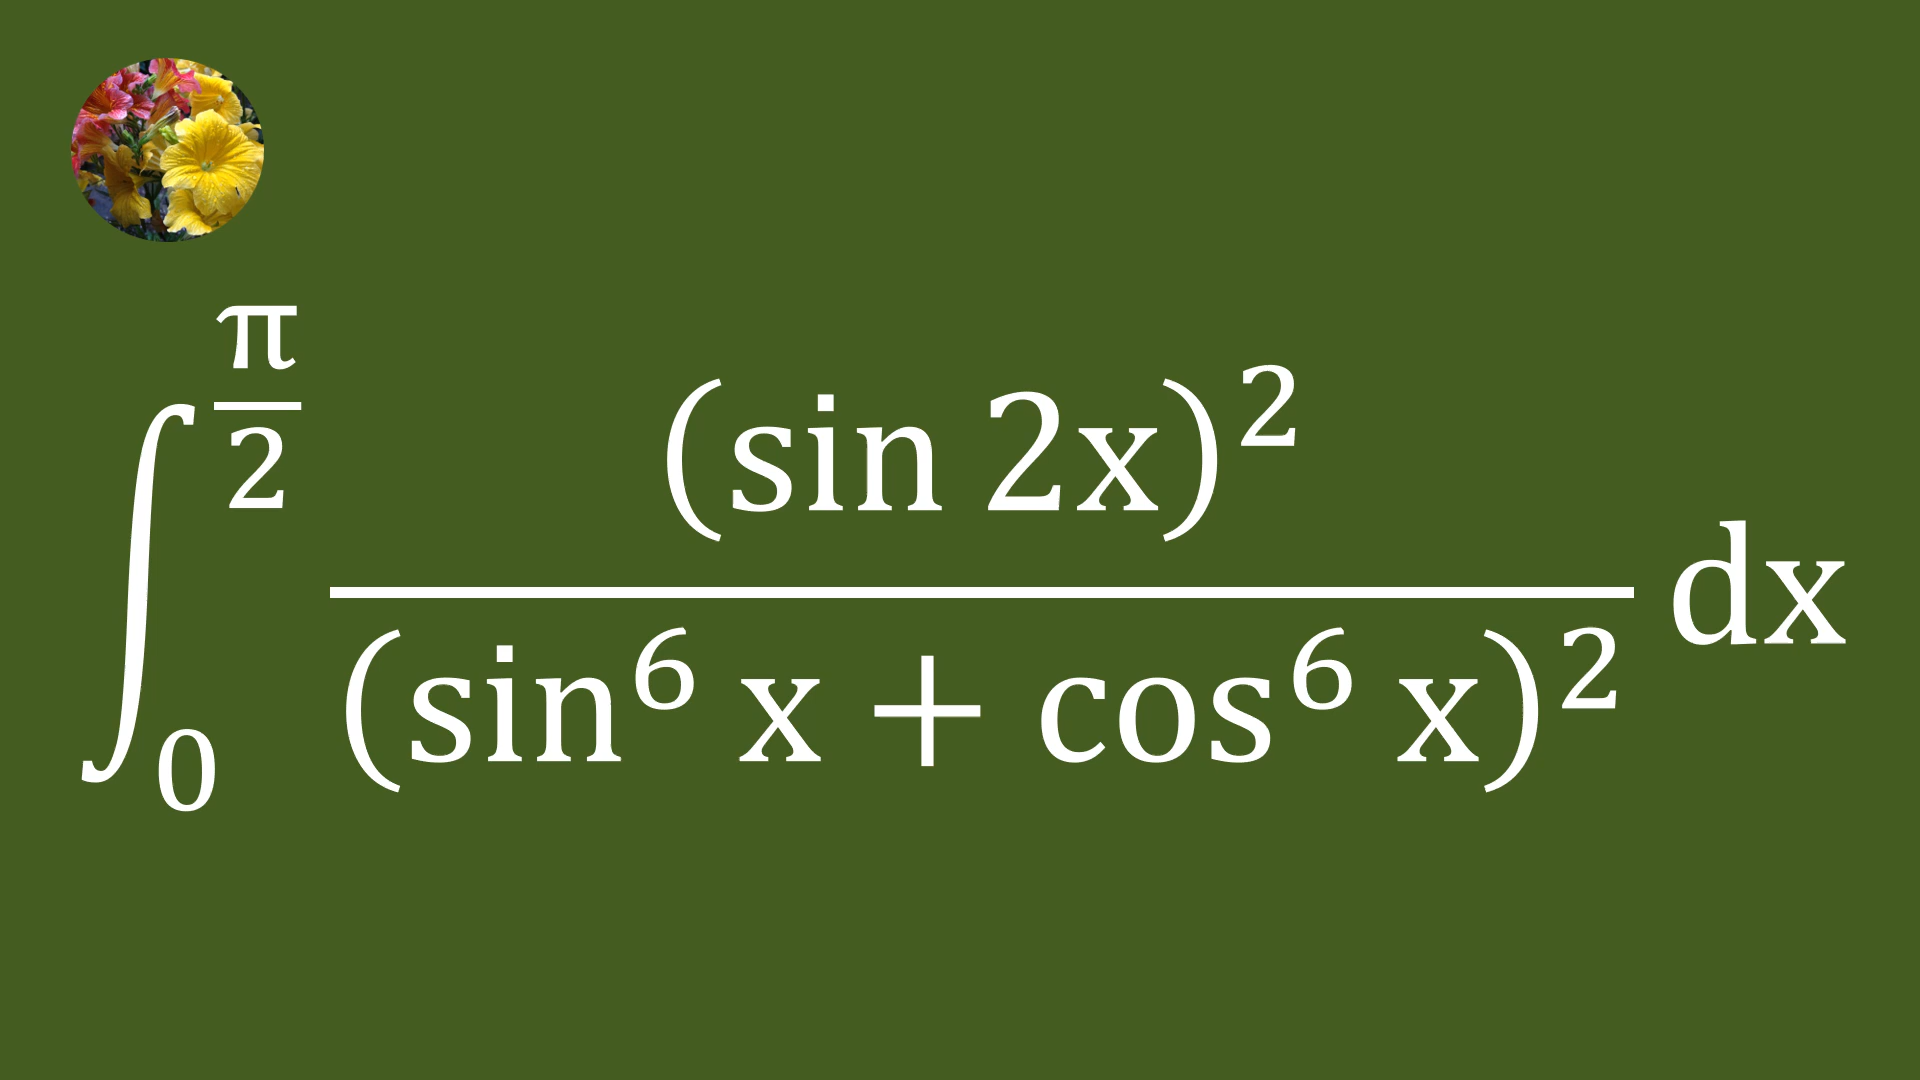 ∫₀^(π/2) (sin 2x)² / (sin⁶ x + cos⁶ x)² dx